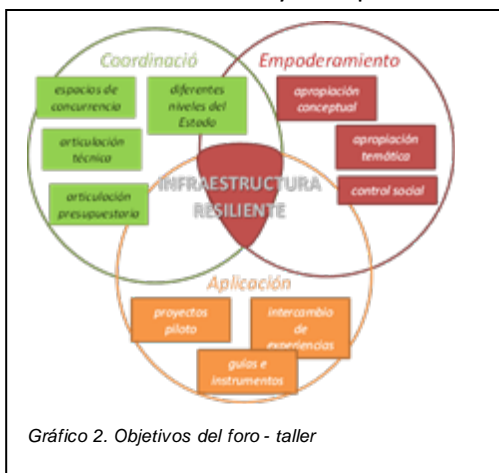 Coordinació
Empoderamiento
espacios de
concurrencia
diferentes
niveles del
Estado
articulación
técnica
articulación
presupuestaria
apropiación
conceptual
apropiación
temática
control social
INFRAESTRUCTURA
RESILIENTE
Aplicación
proyectos
piloto
intercambio
de
experiencias
guías e
instrumentos
Gráfico 2. Objetivos del foro - taller